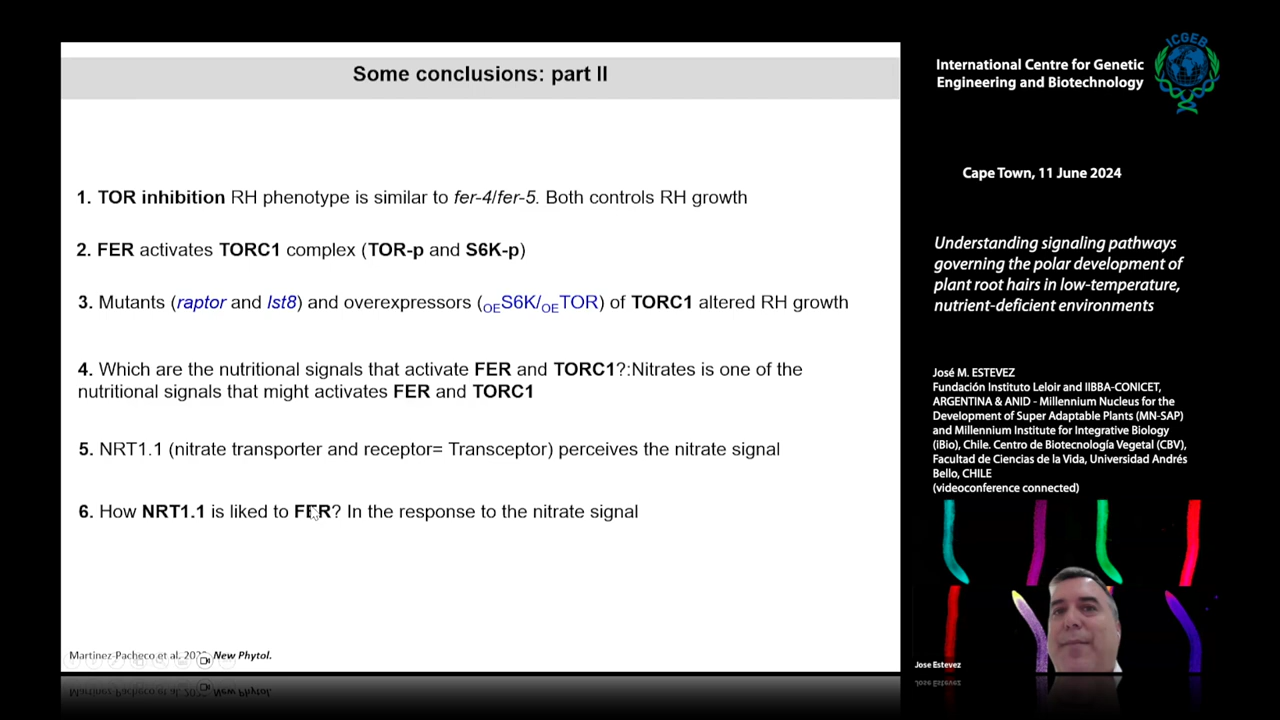 Some conclusions: part II
1. TOR inhibition RH phenotype is similar to fer-4/fer-5. Both controls RH growth
2. FER activates TORC1 complex (TOR-p and S6K-p)
3. Mutants (raptor and lst8) and overexpressors (OES6K/OETOR) of TORC1 altered RH growth
4. Which are the nutritional signals that activate FER and TORC1?:Nitrates is one of the
nutritional signals that might activates FER and TORC1
5. NRT1.1 (nitrate transporter and receptor= Transceptor) perceives the nitrate signal
6. How NRT1.1 is liked to FER? In the response to the nitrate signal
Martinez-Pacheco et al. New Phytol.
International Centre for Genetic
Engineering and Biotechnology
ICGEB
Cape Town, 11 June 2024
Understanding signaling pathways
governing the polar development of
plant root hairs in low-temperature,
nutrient-deficient environments
José M. ESTEVEZ
Fundación Instituto Leloir and IIBBA-CONICET,
ARGENTINA & ANID - Millennium Nucleus for the
Development of Super Adaptable Plants (MN-SAP)
and Millennium Institute for Integrative Biology
(iBio), Chile. Centro de Biotecnología Vegetal (CBV),
Facultad de Ciencias de la Vida, Universidad Andrés
Bello, CHILE
(videoconference connected)
Jose Estevez